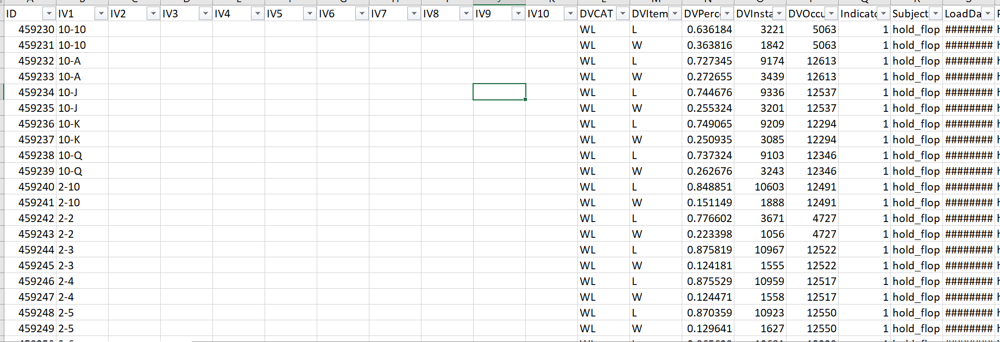 ID IV1 IV2 IV3 IV4 IV5 IV6 IV7 IV8 IV9 IV10 DVCAT DVItem DVPerc DVInsta DVOccu Indicato Subject LoadDa
459230 10-10 WL L 0.636184 3221 5063 1 hold_flop ########
459231 10-10 WL W 0.363816 1842 5063 1 hold_flop ########
459232 10-A WL L 0.727345 9174 12613 1 hold_flop ########
459233 10-A WL W 0.272655 3439 12613 1 hold_flop ########
459234 10-J WL L 0.744676 9336 12537 1 hold_flop ########
459235 10-J WL W 0.255324 3201 12537 1 hold_flop ########
459236 10-K WL L 0.749065 9209 12294 1 hold_flop ########
459237 10-K WL W 0.250935 3085 12294 1 hold_flop ########
459238 10-Q WL L 0.737324 9103 12346 1 hold_flop ########
459239 10-Q WL W 0.262676 3243 12346 1 hold_flop ########
459240 2-10 WL L 0.848851 10603 12491 1 hold_flop ########
459241 2-10 WL W 0.151149 1888 12491 1 hold_flop ########
459242 2-2 WL L 0.776602 3671 4727 1 hold_flop ########
459243 2-2 WL W 0.223398 1056 4727 1 hold_flop ########
459244 2-3 WL L 0.875819 10967 12522 1 hold_flop ########
459245 2-3 WL W 0.124181 1555 12522 1 hold_flop ########
459246 2-4 WL L 0.875529 10959 12517 1 hold_flop ########
459247 2-4 WL W 0.124471 1558 12517 1 hold_flop ########
459248 2-5 WL L 0.870359 10923 12550 1 hold_flop ########
459249 2-5 WL W 0.129641 1627 12550 1 hold_flop ########